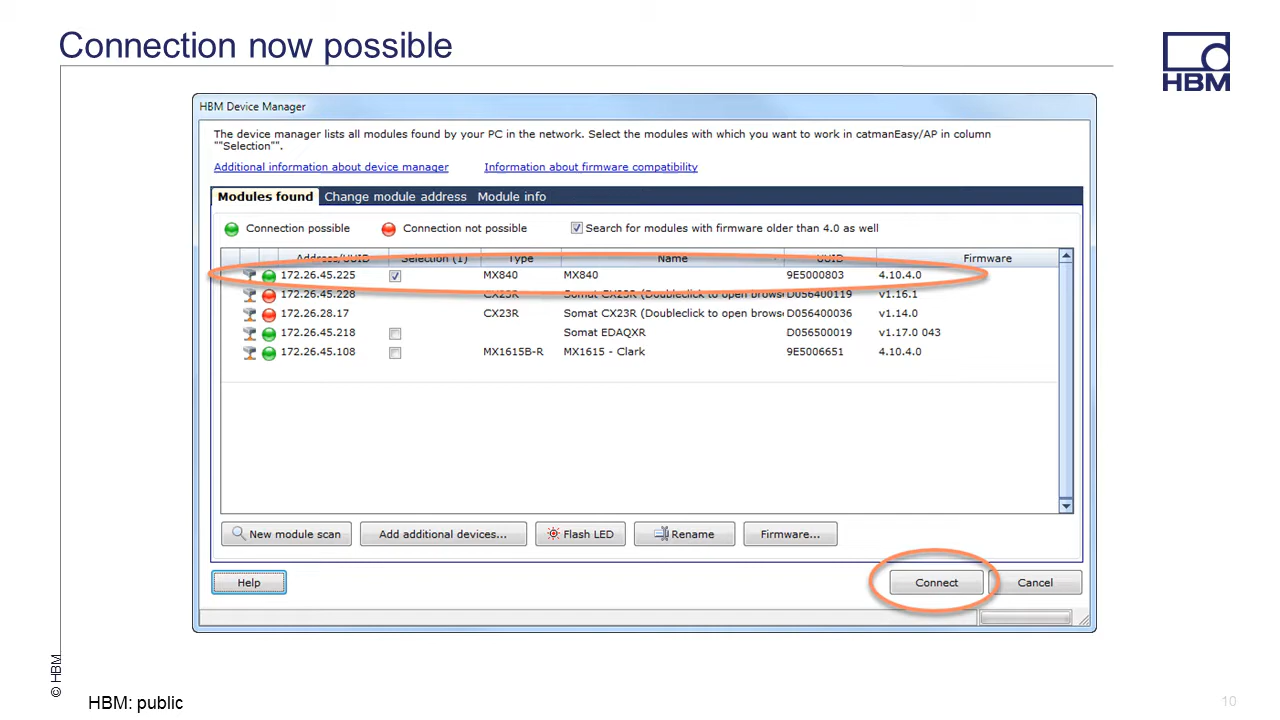 Connection now possible
HBM
HBM Device Manager
The device manager lists all modules found by your PC in the network. Select the modules with which you want to work in catmanEasy/AP in column
""Selection"".
Additional information about device manager Information about firmware compatibility
Modules found Change module address Module info
Connection possible Connection not possible Search for modules with firmware older than 4.0 as well
Address/UUID Selection (1) Type Name UUID Firmware
172.26.45.225 MX840 MX840 9E5000803 4.10.4.0
172.26.45.228 CX23R Somat CX23R (Doubleclick to open brows D056400119 v1.16.1
172.26.28.17 CX23R Somat CX23R (Doubleclick to open brows D056400036 v1.14.0
172.26.45.218 Somat EDAQXR D056500019 v1.17.0 043
172.26.45.108 MX1615B-R MX1615 - Clark 9E5006651 4.10.4.0
New module scan Add additional devices... Flash LED Rename Firmware...
Help Connect Cancel
© HBM
HBM: public
10